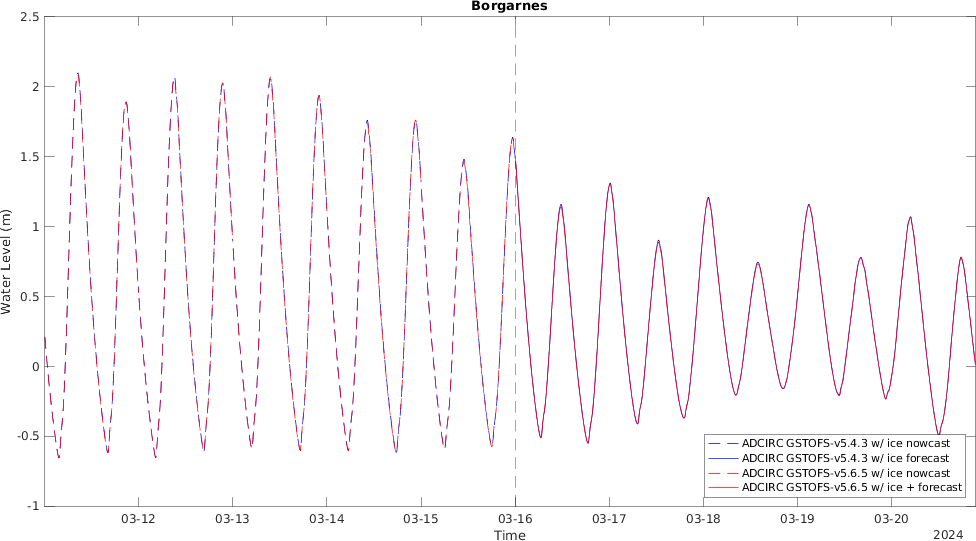 Borgarnes
2.5
2
1.5
1
0.5
0
-0.5
-1
Water Level (m)
03-12
03-13
03-14
03-15
03-16
03-17
03-18
03-19
03-20
Time
2024
ADCIRC GSTOFS-v5.4.3 w/ ice nowcast
ADCIRC GSTOFS-v5.4.3 w/ ice forecast
ADCIRC GSTOFS-v5.6.5 w/ ice nowcast
ADCIRC GSTOFS-v5.6.5 w/ ice + forecast